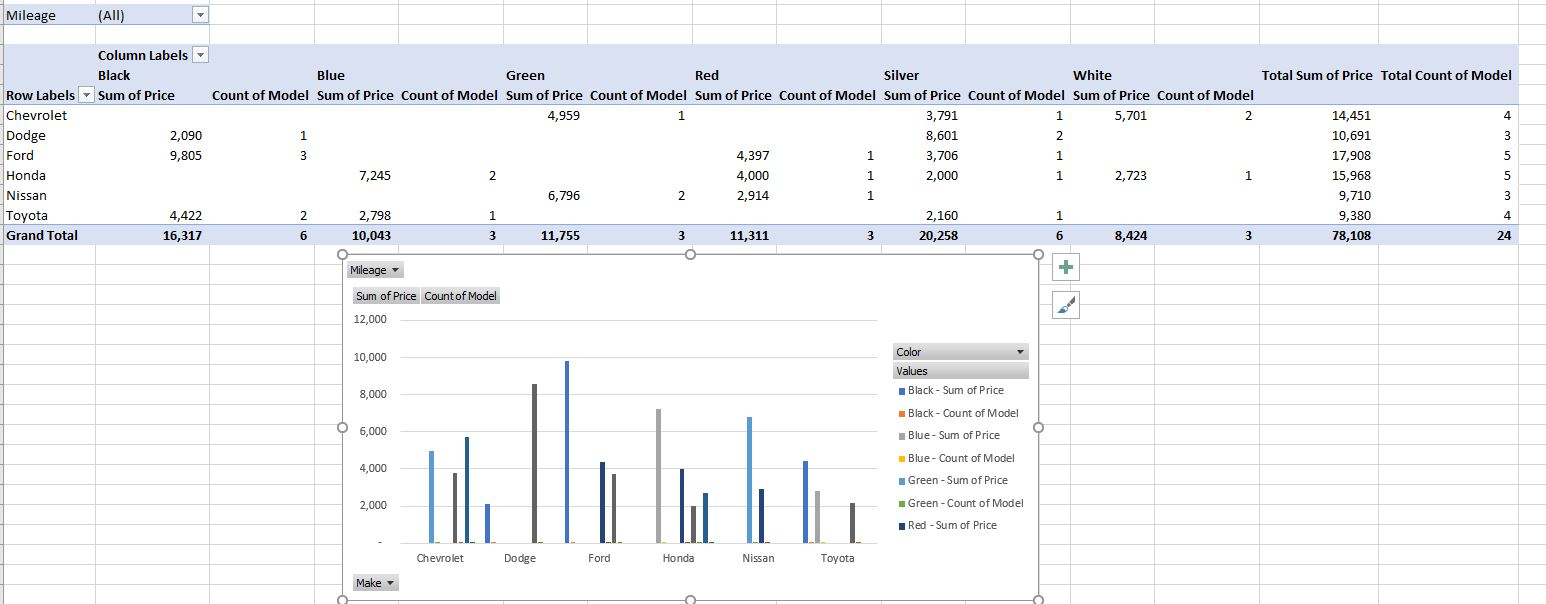 Mileage (All)
Column Labels
Black Blue Green Red Silver White Total Sum of Price Total Count of Model
Row Labels Sum of Price Count of Model Sum of Price Count of Model Sum of Price Count of Model Sum of Price Count of Model Sum of Price Count of Model Sum of Price Count of Model
Chevrolet 4,959 1 3,791 1 5,701 2 14,451 4
Dodge 2,090 1 8,601 2 10,691 3
Ford 9,805 3 4,397 1 3,706 1 17,908 5
Honda 7,245 2 4,000 1 2,000 1 2,723 1 15,968 5
Nissan 6,796 2 2,914 1 9,710 3
Toyota 4,422 2 2,798 1 2,160 1 9,380 4
Grand Total 16,317 6 10,043 3 11,755 3 11,311 3 20,258 6 8,424 3 78,108 24
Mileage
Sum of Price Count of Model
12,000
10,000
8,000
6,000
4,000
2,000
-
Chevrolet Dodge Ford Honda Nissan Toyota
Make
Color
Values
Black - Sum of Price
Black - Count of Model
Blue - Sum of Price
Blue - Count of Model
Green - Sum of Price
Green - Count of Model
Red - Sum of Price